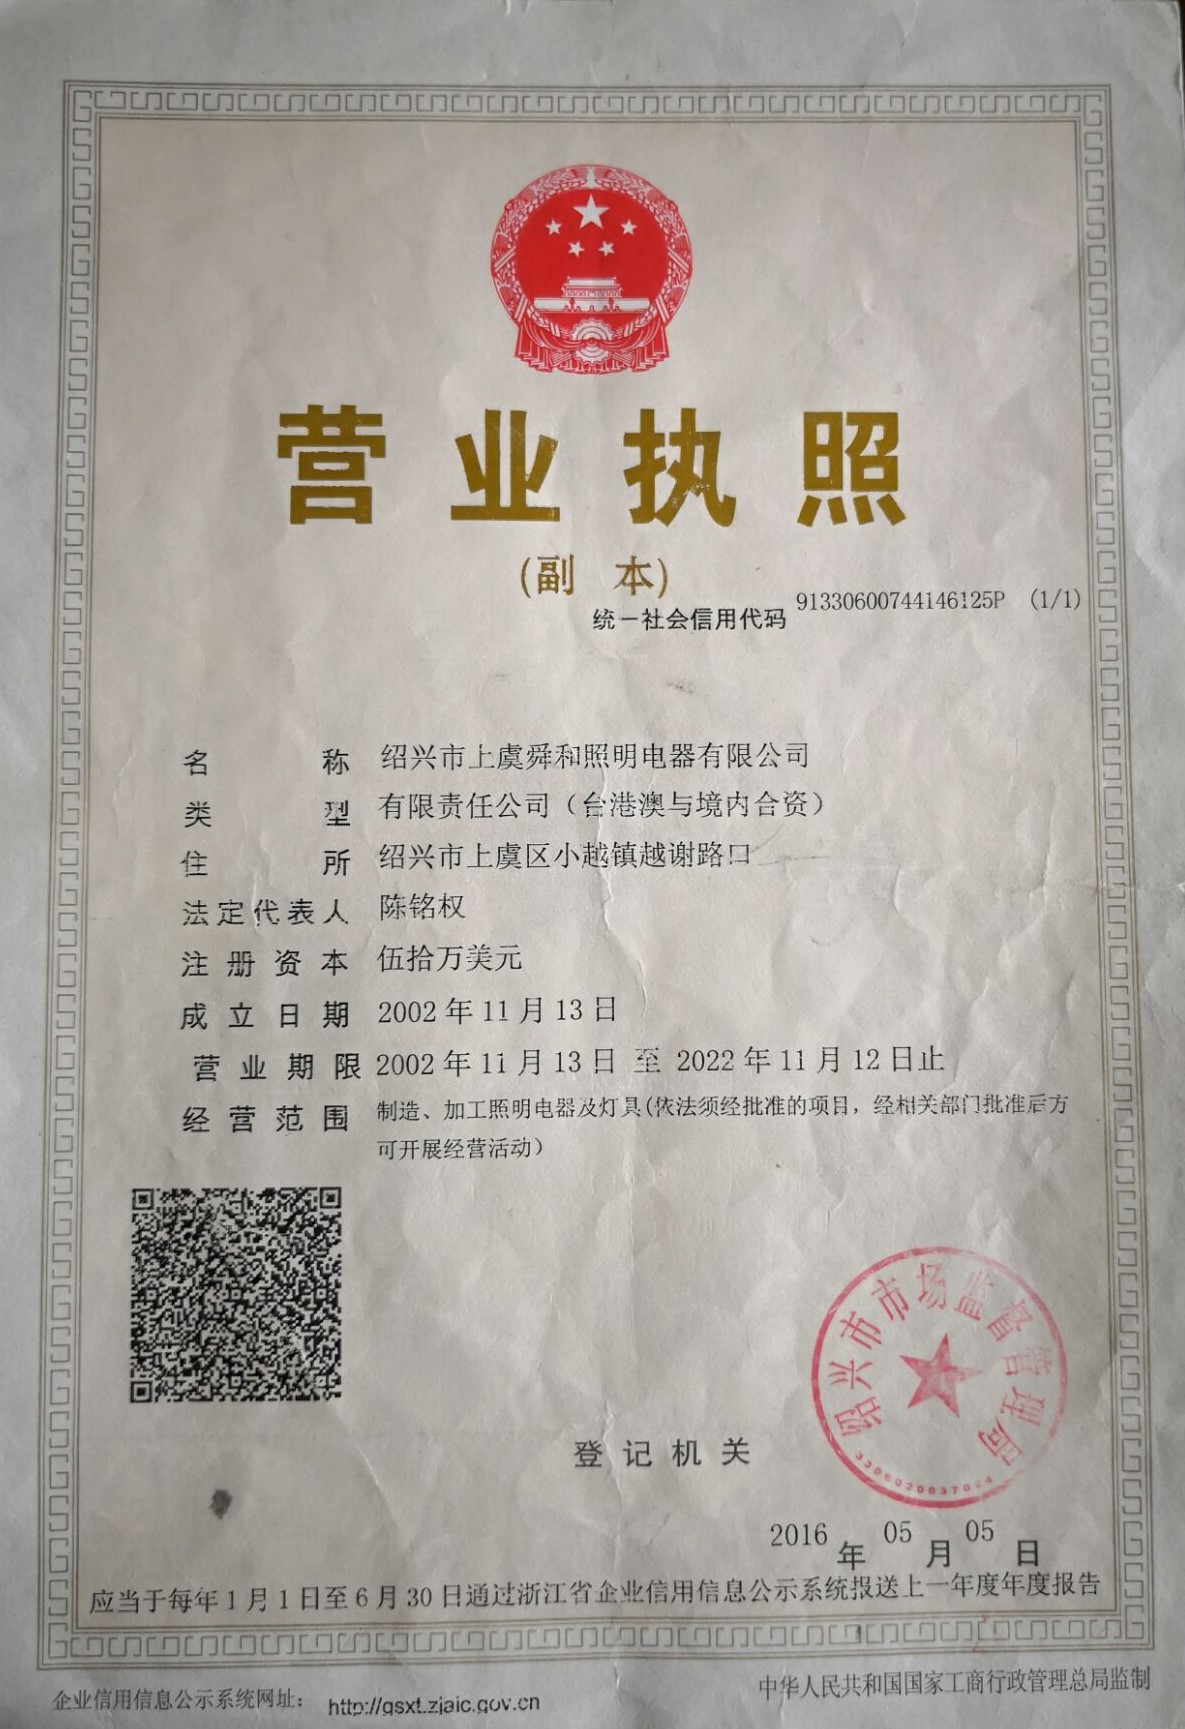 营业执照
(副 本)
统一社会信用代码 91330600744146125P (1/1)
名 称 绍兴市上虞舜和照明电器有限公司
类 型 有限责任公司（台港澳与境内合资）
住 所 绍兴市上虞区小越镇越谢路口
法定代表人 陈铭权
注册资本 伍拾万美元
成立日期 2002年11月13日
营业期限 2002年11月13日 至 2022年11月12日止
经营范围 制造、加工照明电器及灯具(依法须经批准的项目，经相关部门批准后方
可开展经营活动）
绍兴市市场监督管理局
3306020037024
登记机关
2016年05月05日
应当于每年1月1日至6月30日通过浙江省企业信用信息公示系统报送上一年度年度报告
企业信用信息公示系统网址： http://gsxt.zjaic.gov.cn
中华人民共和国国家工商行政管理总局监制